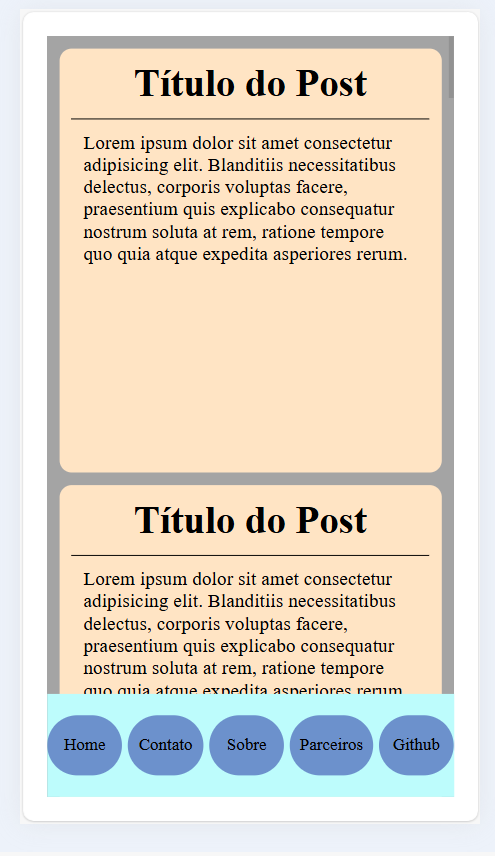 Título do Post
Lorem ipsum dolor sit amet consectetur
adipisicing elit. Blanditiis necessitatibus
delectus, corporis voluptas facere,
praesentium quis explicabo consequatur
nostrum soluta at rem, ratione tempore
quo quia atque expedita asperiores rerum.
Título do Post
Lorem ipsum dolor sit amet consectetur
adipisicing elit. Blanditiis necessitatibus
delectus, corporis voluptas facere,
praesentium quis explicabo consequatur
nostrum soluta at rem, ratione tempore
quo quia atque expedita asperiores rerum
Home Contato Sobre Parceiros Github